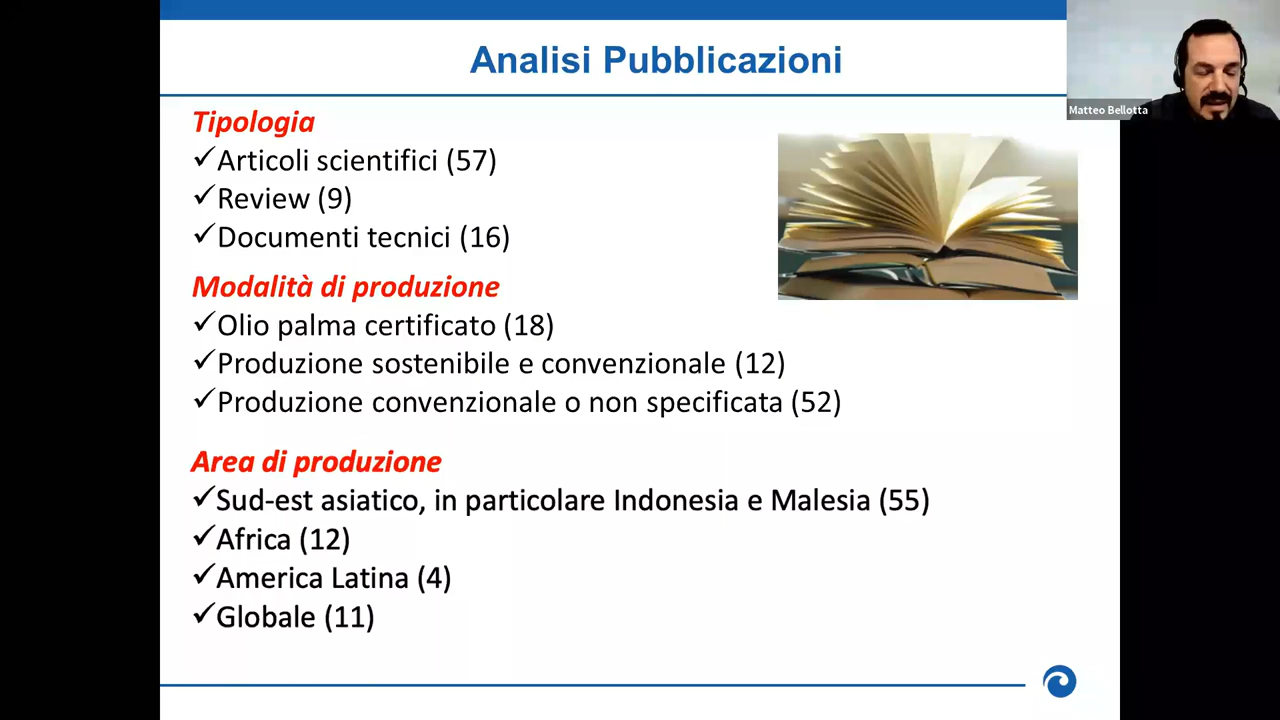 Analisi Pubblicazioni
Matteo Bellotta
Tipologia
✓Articoli scientifici (57)
✓Review (9)
✓Documenti tecnici (16)
Modalità di produzione
✓Olio palma certificato (18)
✓Produzione sostenibile e convenzionale (12)
✓Produzione convenzionale o non specificata (52)
Area di produzione
✓Sud-est asiatico, in particolare Indonesia e Malesia (55)
✓Africa (12)
✓America Latina (4)
✓Globale (11)